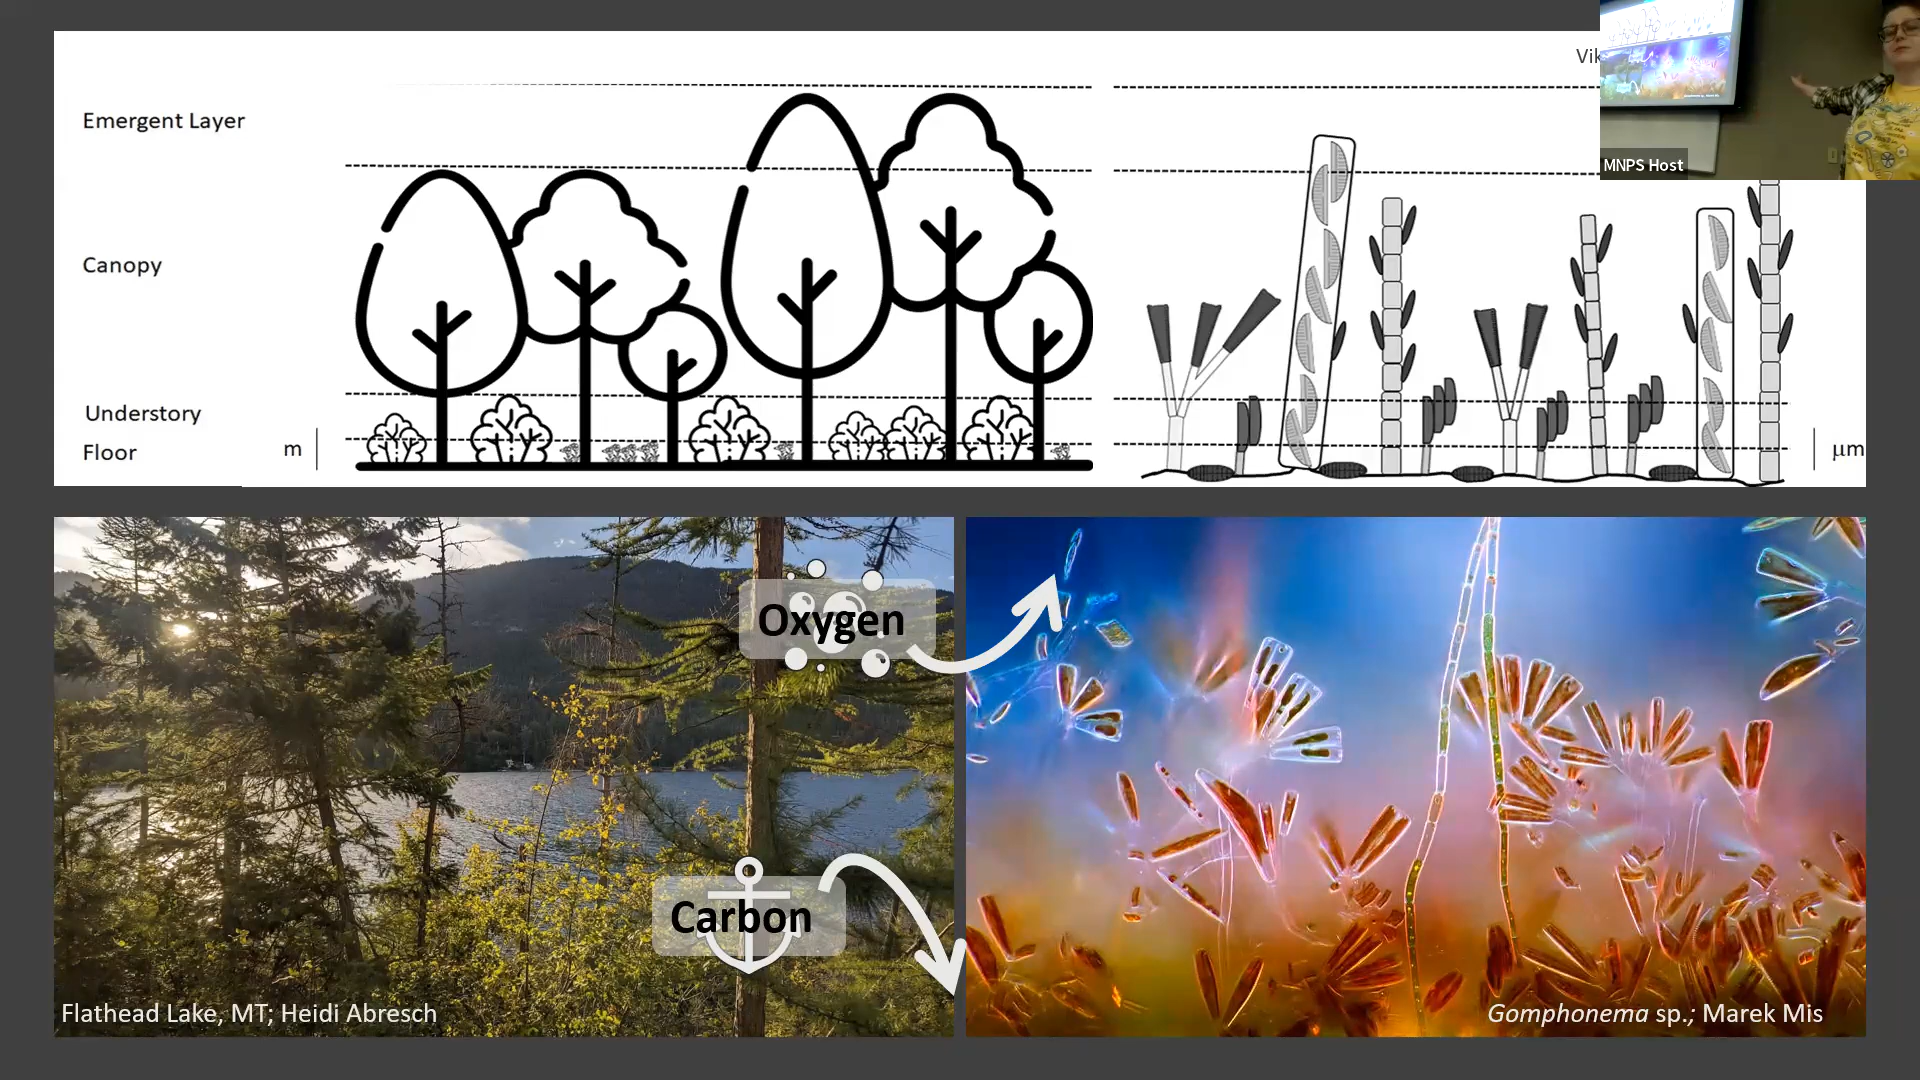 Emergent Layer
Canopy
Understory
Floor
m
μm
MNPS Host
Oxygen
Carbon
Flathead Lake, MT; Heidi Abresch
Gomphonema sp.; Marek Mis